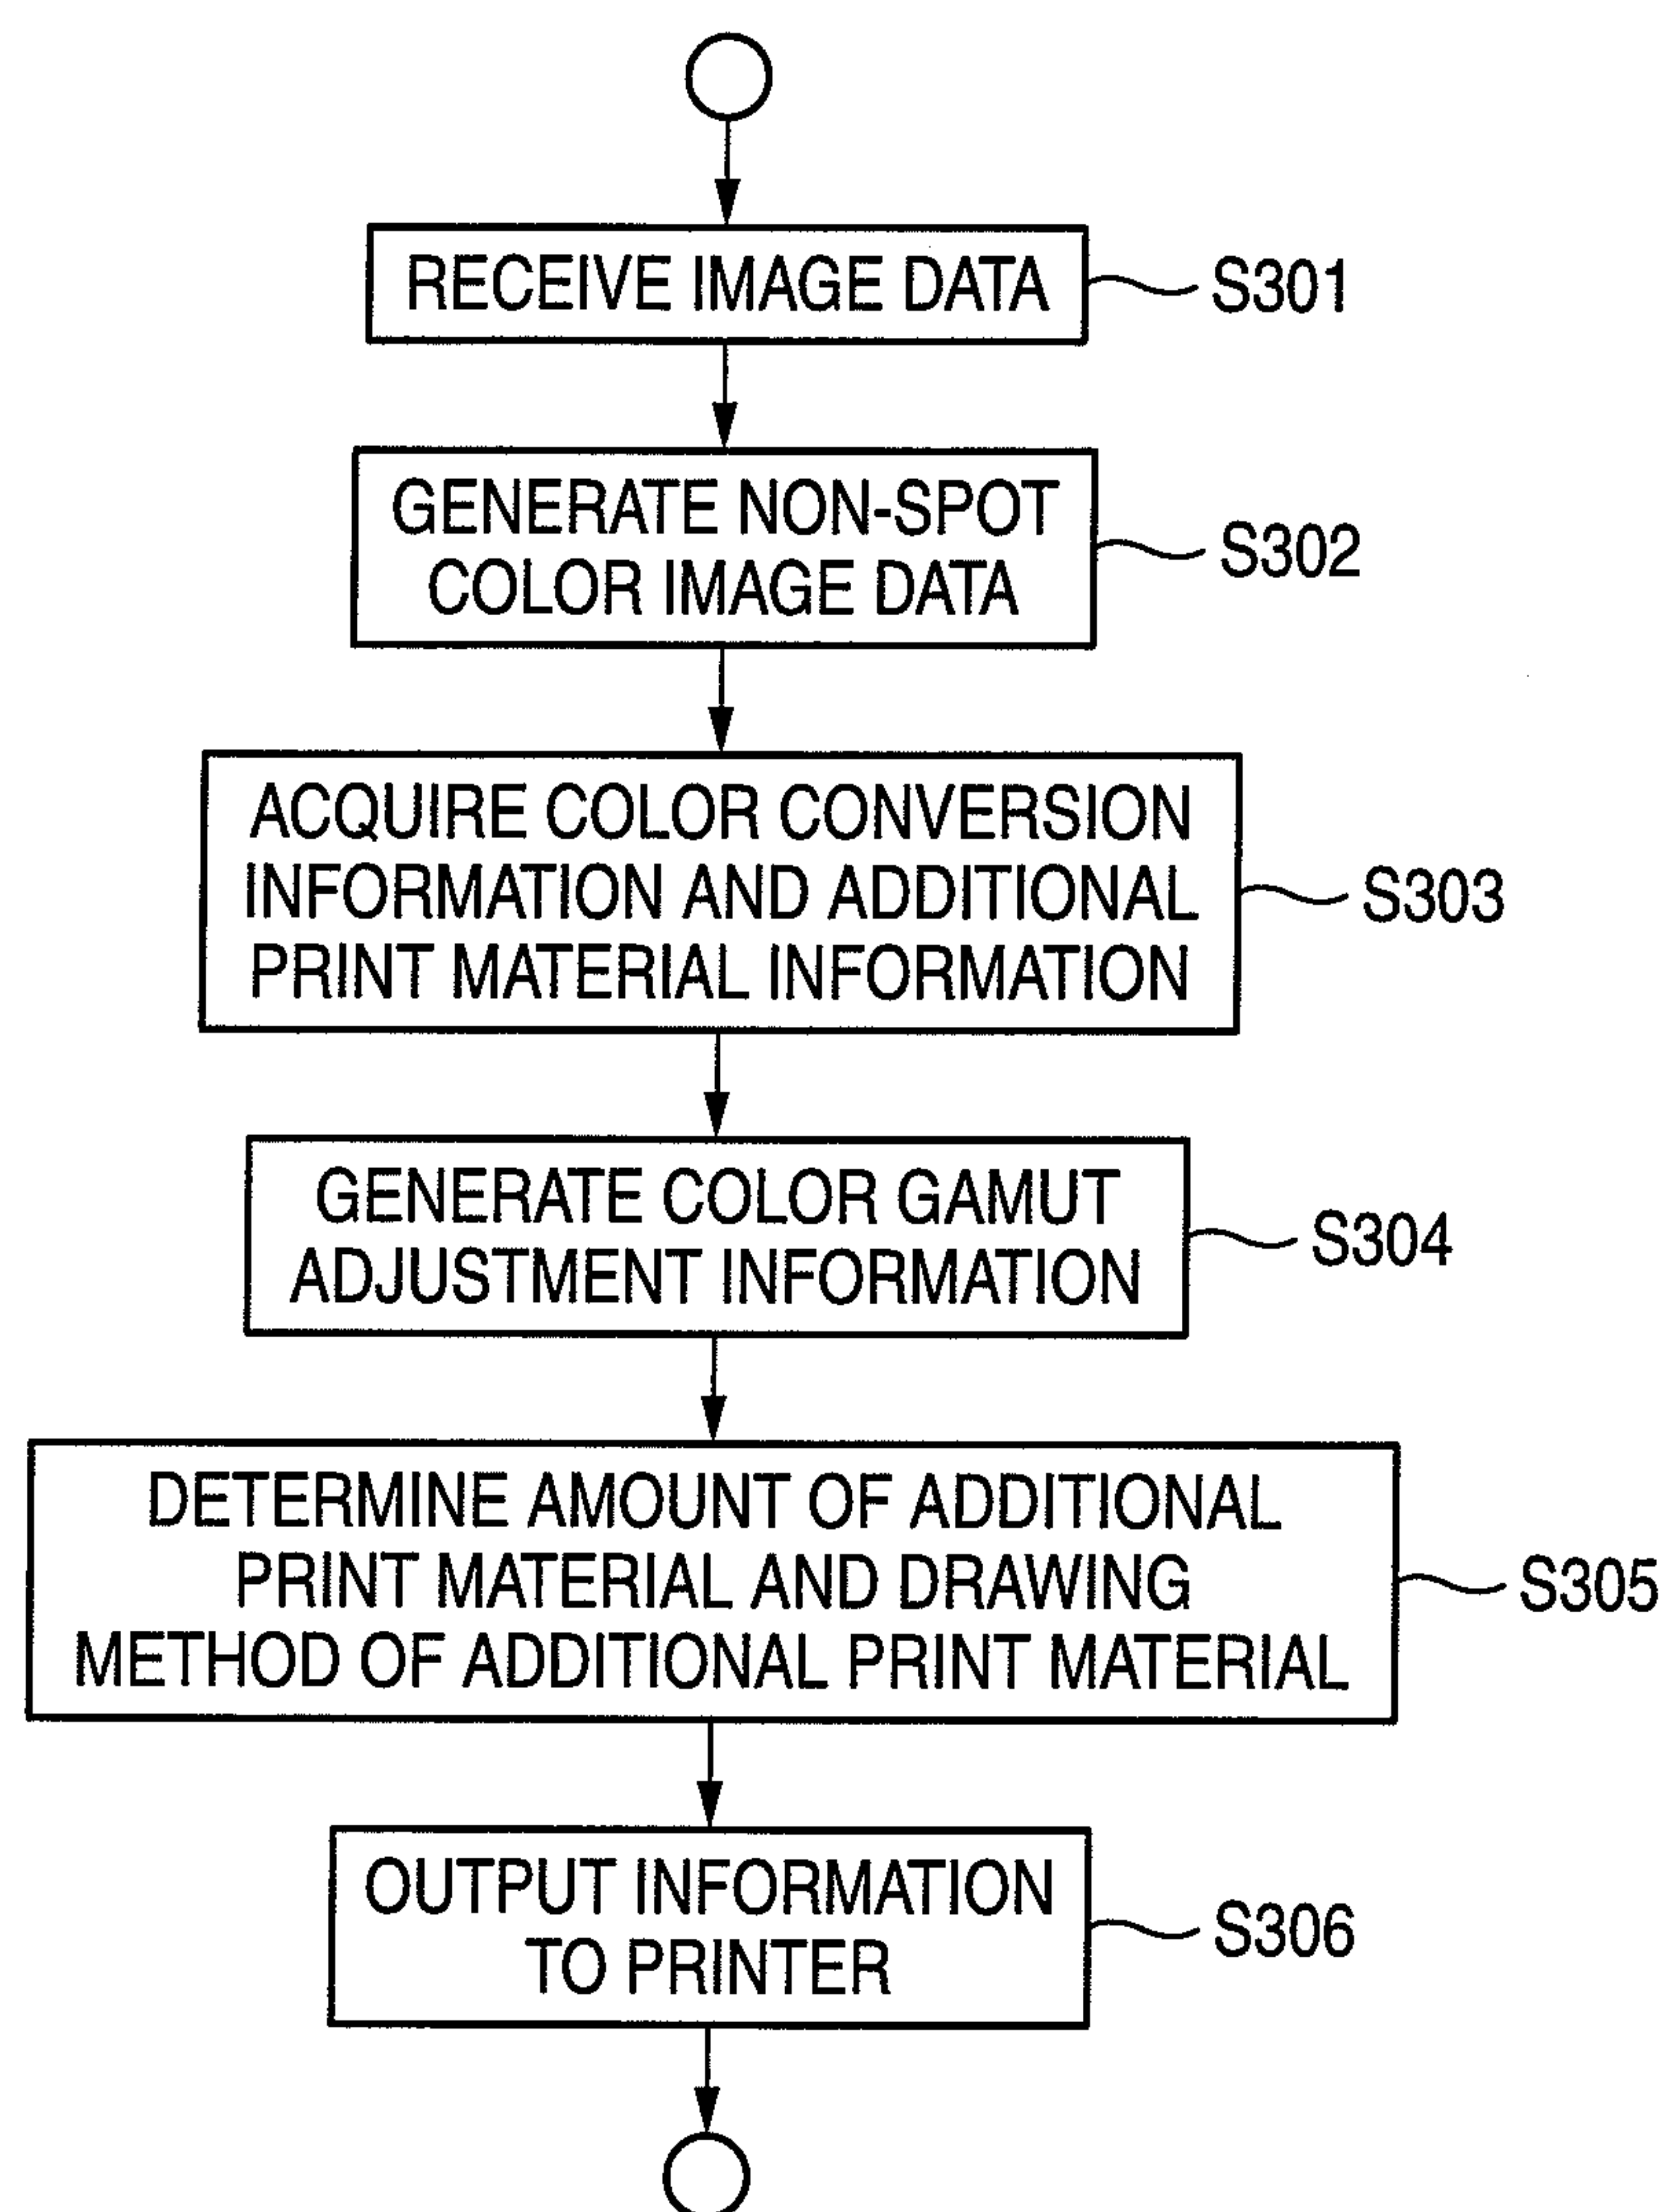 RECEIVE IMAGE DATA
S301
GENERATE NON-SPOT
COLOR IMAGE DATA
S302
ACQUIRE COLOR CONVERSION
INFORMATION AND ADDITIONAL
PRINT MATERIAL INFORMATION
S303
GENERATE COLOR GAMUT
ADJUSTMENT INFORMATION
S304
DETERMINE AMOUNT OF ADDITIONAL
PRINT MATERIAL AND DRAWING
METHOD OF ADDITIONAL PRINT MATERIAL
S305
OUTPUT INFORMATION
TO PRINTER
S306